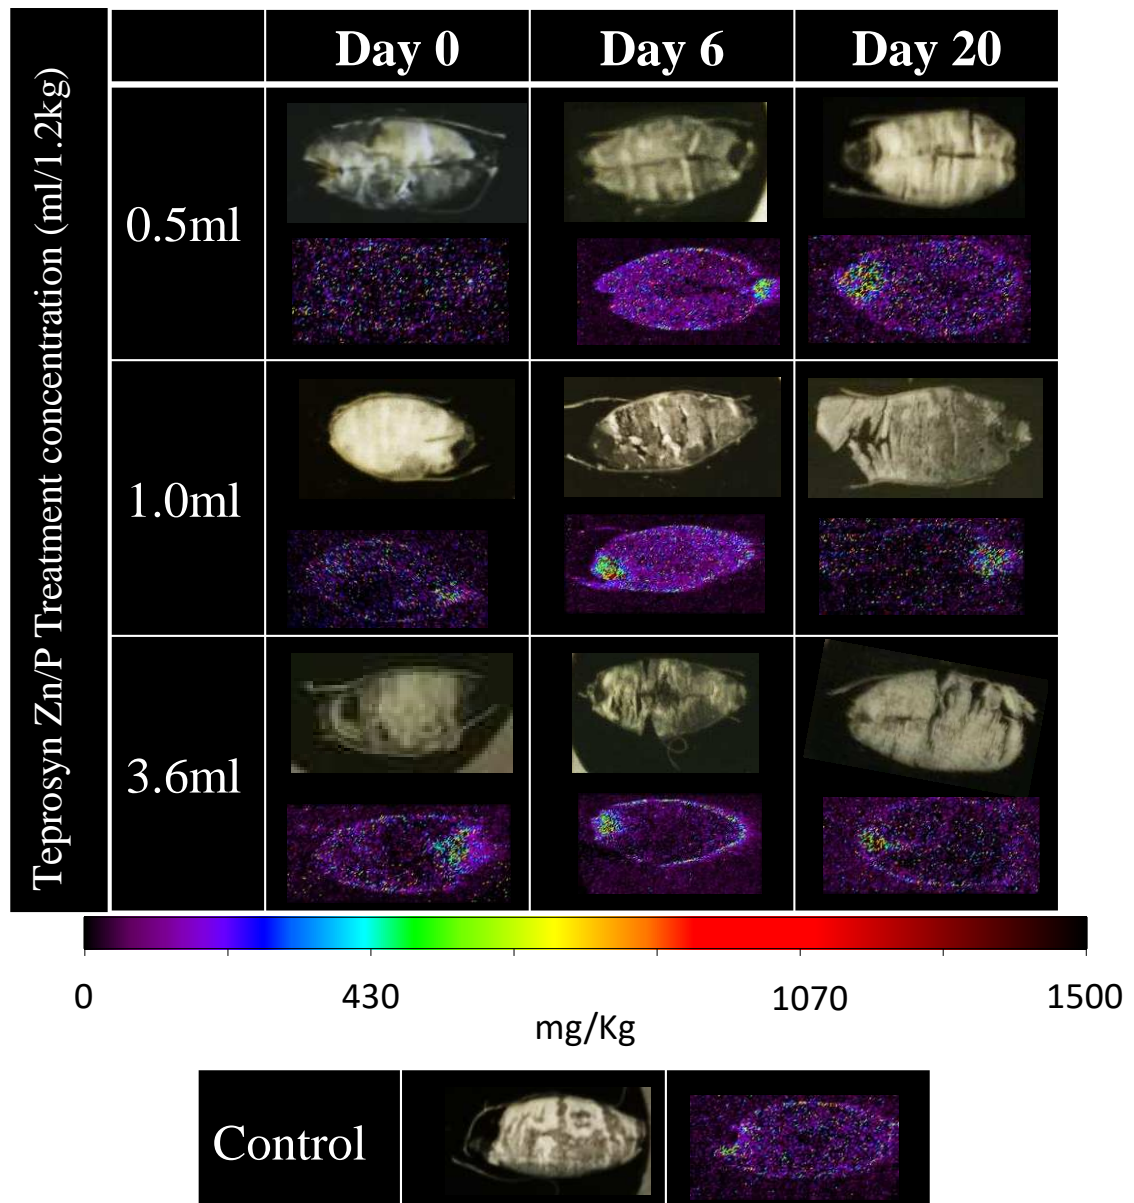 Teprosyn Zn/P Treatment concentration (ml/1.2kg)
Day 0 Day 6 Day 20
0.5ml
1.0ml
3.6ml
0 430 1070 1500
mg/Kg
Control